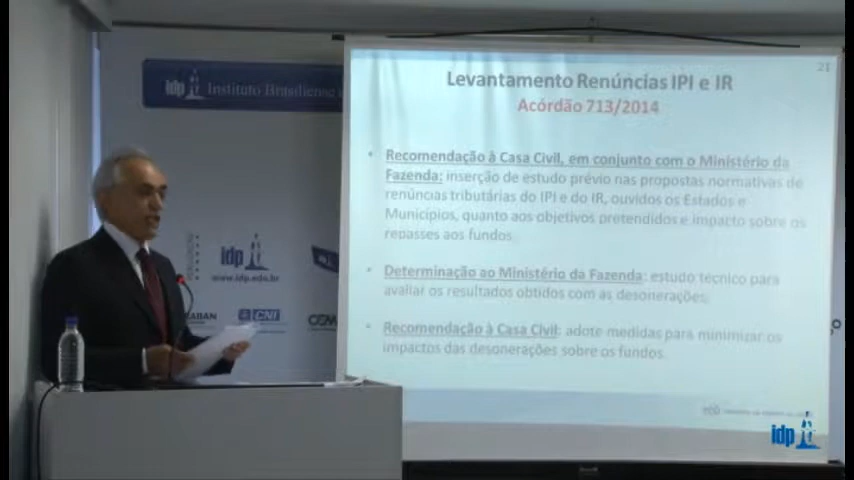 21
Levantamento Renúncias IPI e IR
Acórdão 713/2014
idp Instituto Brasiliense
• Recomendação à Casa Civil, em conjunto com o Ministério da
Fazenda: inserção de estudo prévio nas propostas normativas de
renúncias tributárias do IPI e do IR, ouvidos os Estados e
Municípios, quanto aos objetivos pretendidos e impacto sobre os
repasses aos fundos.
• Determinação ao Ministério da Fazenda: estudo técnico para
avaliar os resultados obtidos com as desonerações;
• Recomendação à Casa Civil: adote medidas para minimizar os
impactos das desonerações sobre os fundos.
idp
www.idp.edu.br
CNI
idp